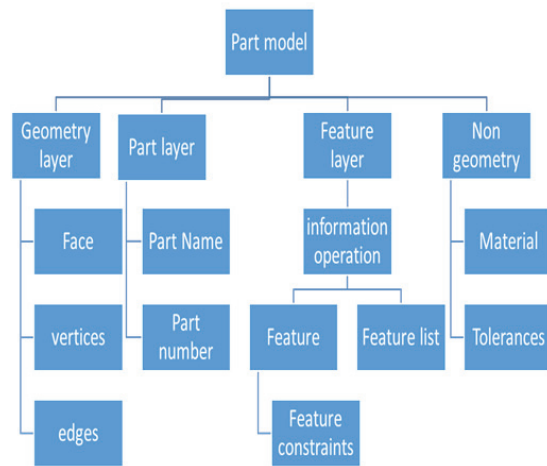 Part model
Geometry
layer
Part layer
Feature
layer
Non
geometry
Face
Part Name
information
operation
Material
vertices
Part
number
Feature
Feature list
Tolerances
edges
Feature
constraints